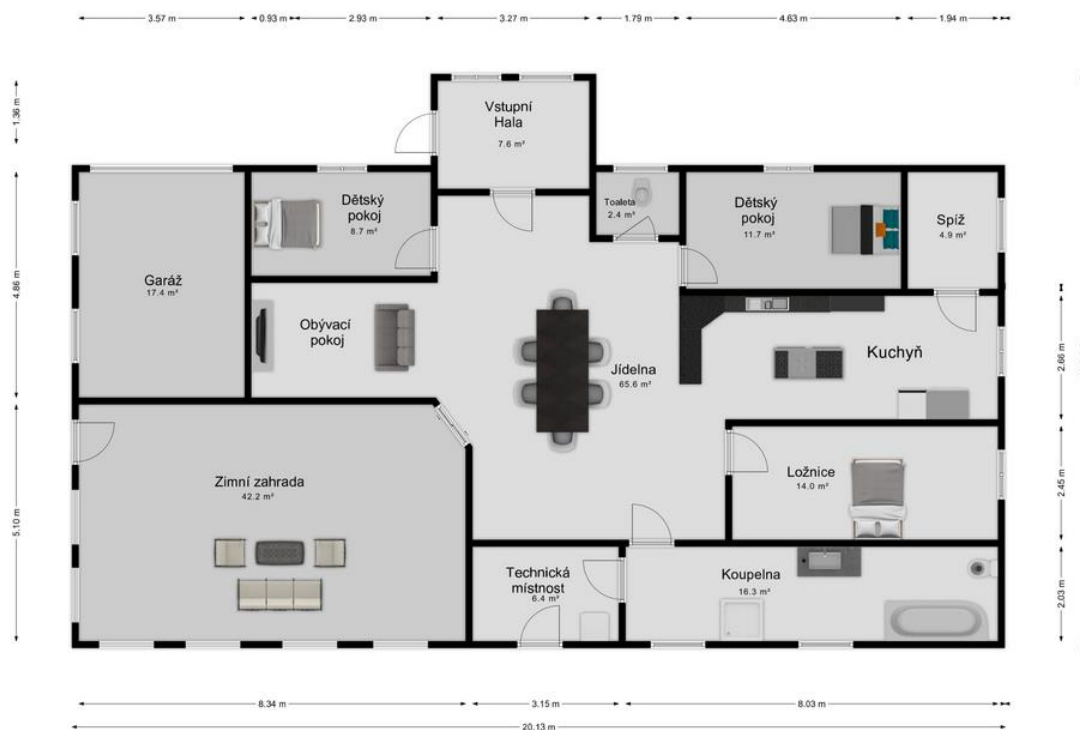 3.57 m
0.93 m
2.93 m
3.27 m
1.79 m
4.63 m
1.94 m
1.36 m
Vstupní
Hala
7.6 m²
4.86 m
Dětský
pokoj
8.7 m²
Toaleta
2.4 m²
Dětský
pokoj
11.7 m²
Spíž
4.9 m²
Garáž
17.4 m²
Obývací
pokoj
Jídelna
65.6 m²
Kuchyň
2.66 m
5.10 m
Zimní zahrada
42.2 m²
Ložnice
14.0 m²
2.45 m
Technická
místnost
6.4 m²
Koupelna
16.3 m²
2.03 m
8.34 m
3.15 m
8.03 m
20.13 m